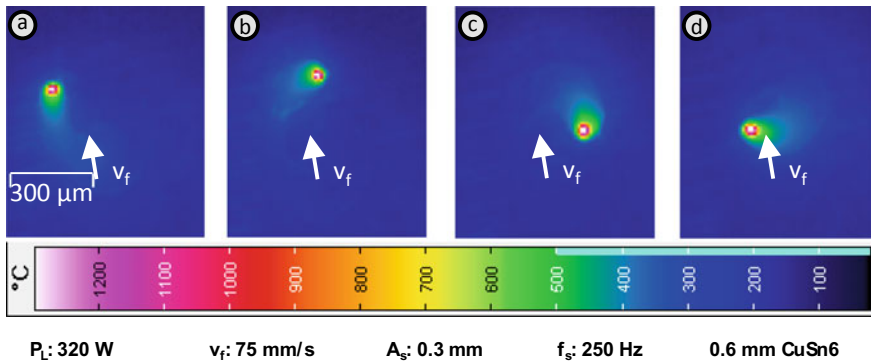 a b c d
v_f v_f v_f v_f
300 µm
°C 1200 1100 1000 900 800 700 600 500 400 300 200 100
P_L: 320 W v_f: 75 mm/s A_s: 0.3 mm f_s: 250 Hz 0.6 mm CuSn6